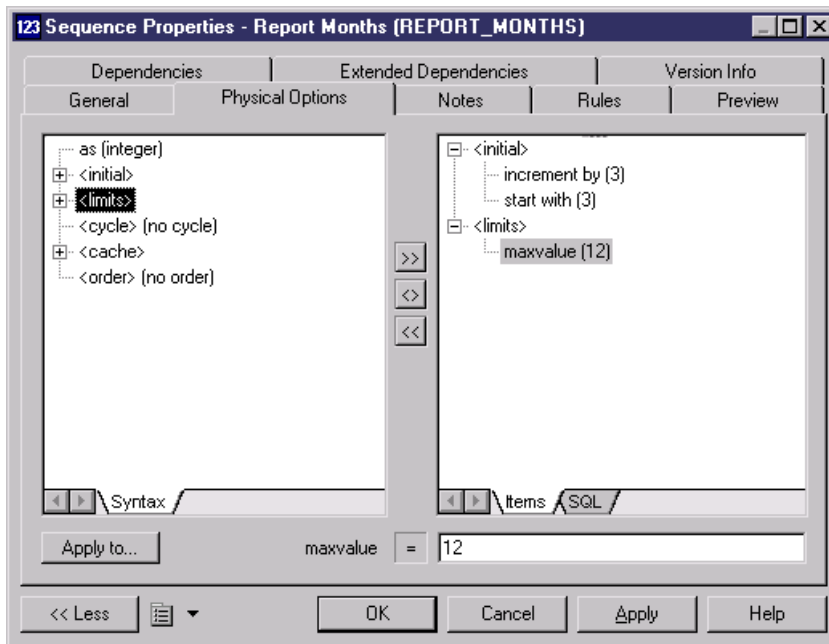 123 Sequence Properties - Report Months (REPORT_MONTHS)
Dependencies Extended Dependencies Version Info
General Physical Options Notes Rules Preview
as (integer)
<initial>
<limits>
<cycle> (no cycle)
<cache>
<order> (no order)
>>
<>
<<
<initial>
increment by (3)
start with (3)
<limits>
maxvalue (12)
Syntax
Items SQL
Apply to... maxvalue = 12
<< Less OK Cancel Apply Help